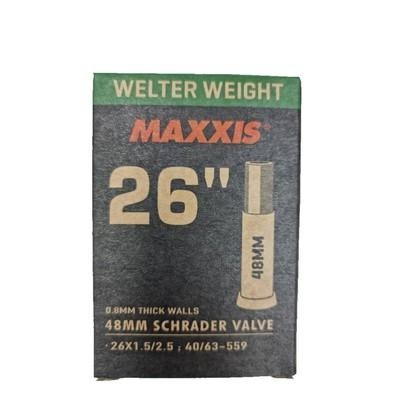 WELTER WEIGHT
MAXXIS®
26"
48MM
0.8MM THICK WALLS
48MM SCHRADER VALVE
·26X1.5/2.5 ; 40/63-559